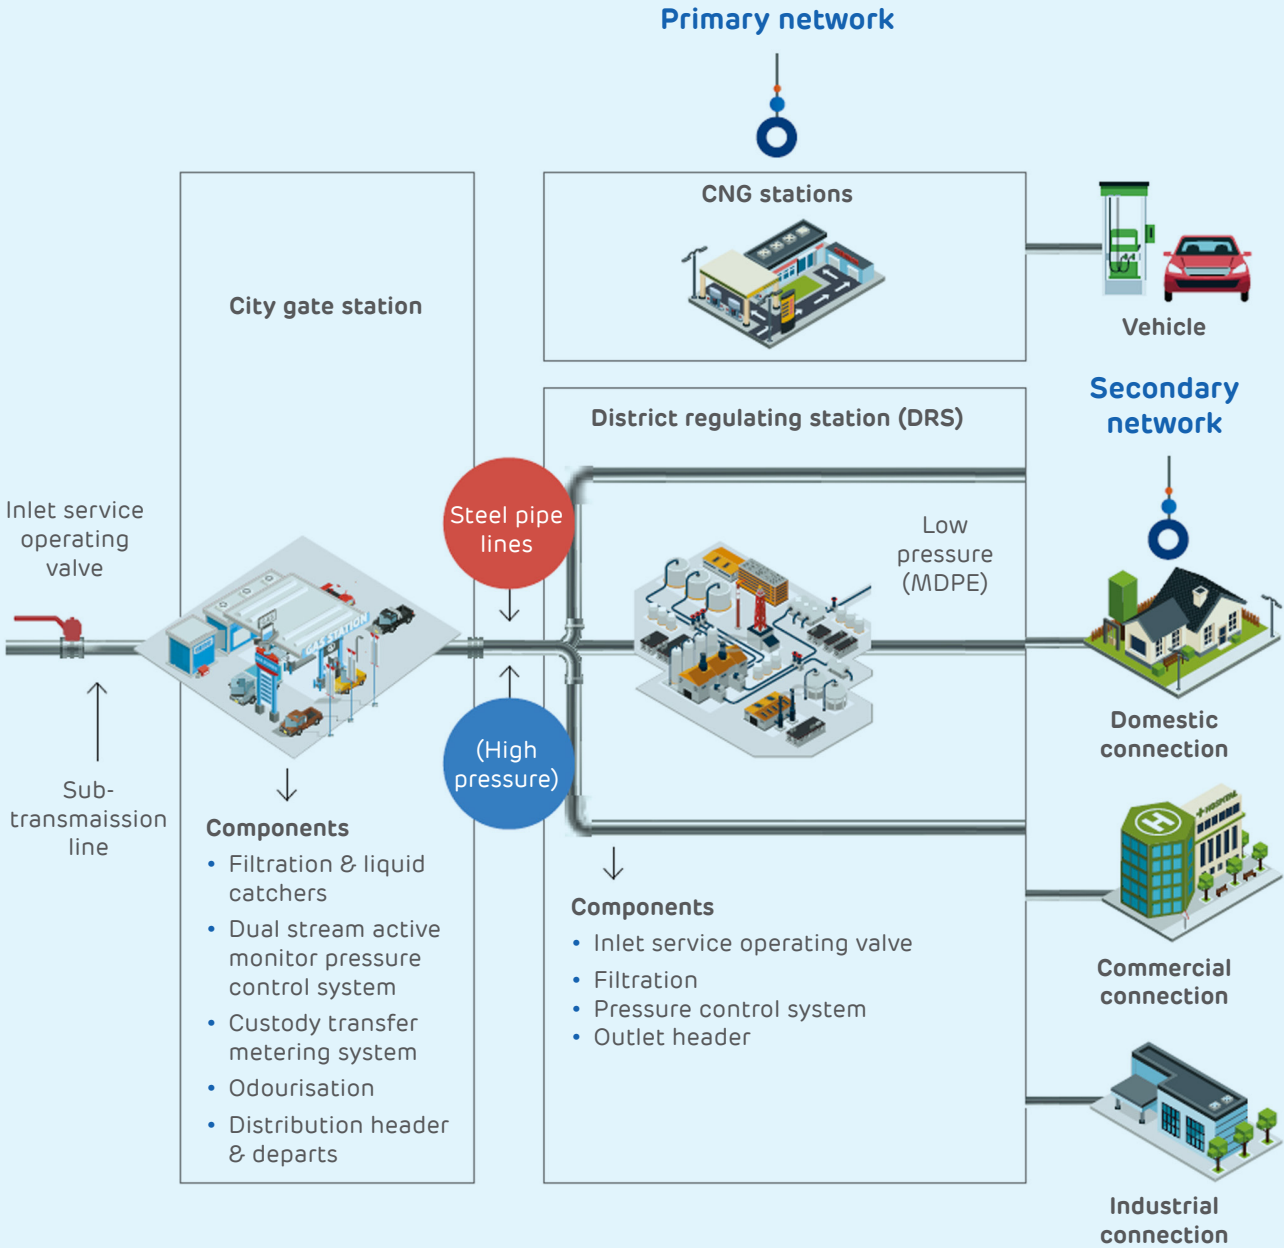 Primary network
CNG stations
City gate station
Vehicle
Secondary
network
District regulating station (DRS)
Inlet service
operating
valve
Steel pipe
lines
Low
pressure
(MDPE)
GAS STATION
(High
pressure)
Sub-
transmaission
line
Domestic
connection
Components
• Filtration & liquid
catchers
• Dual stream active
monitor pressure
control system
• Custody transfer
metering system
• Odourisation
• Distribution header
& departs
Components
• Inlet service operating valve
• Filtration
• Pressure control system
• Outlet header
HOSPITAL
H
Commercial
connection
Industrial
connection